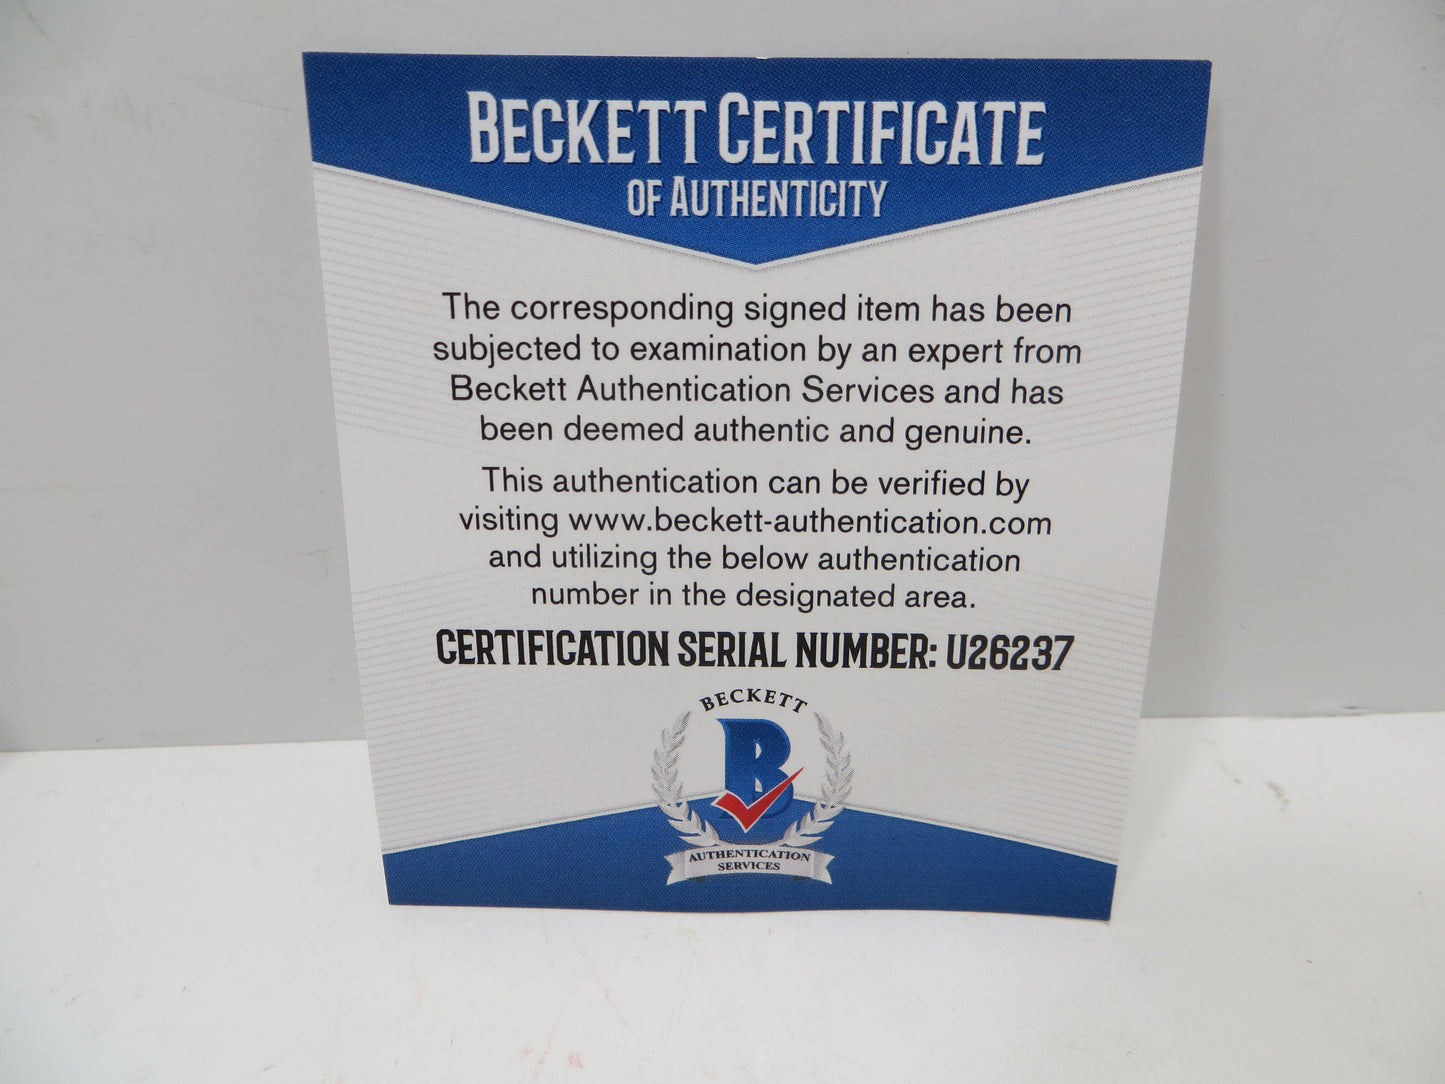 BECKETT CERTIFICATE
OF AUTHENTICITY
The corresponding signed item has been
subjected to examination by an expert from
Beckett Authentication Services and has
been deemed authentic and genuine.
This authentication can be verified by
visiting www.beckett-authentication.com
and utilizing the below authentication
number in the designated area.
CERTIFICATION SERIAL NUMBER: U26237
BECKETT
B
AUTHENTICATION
SERVICES